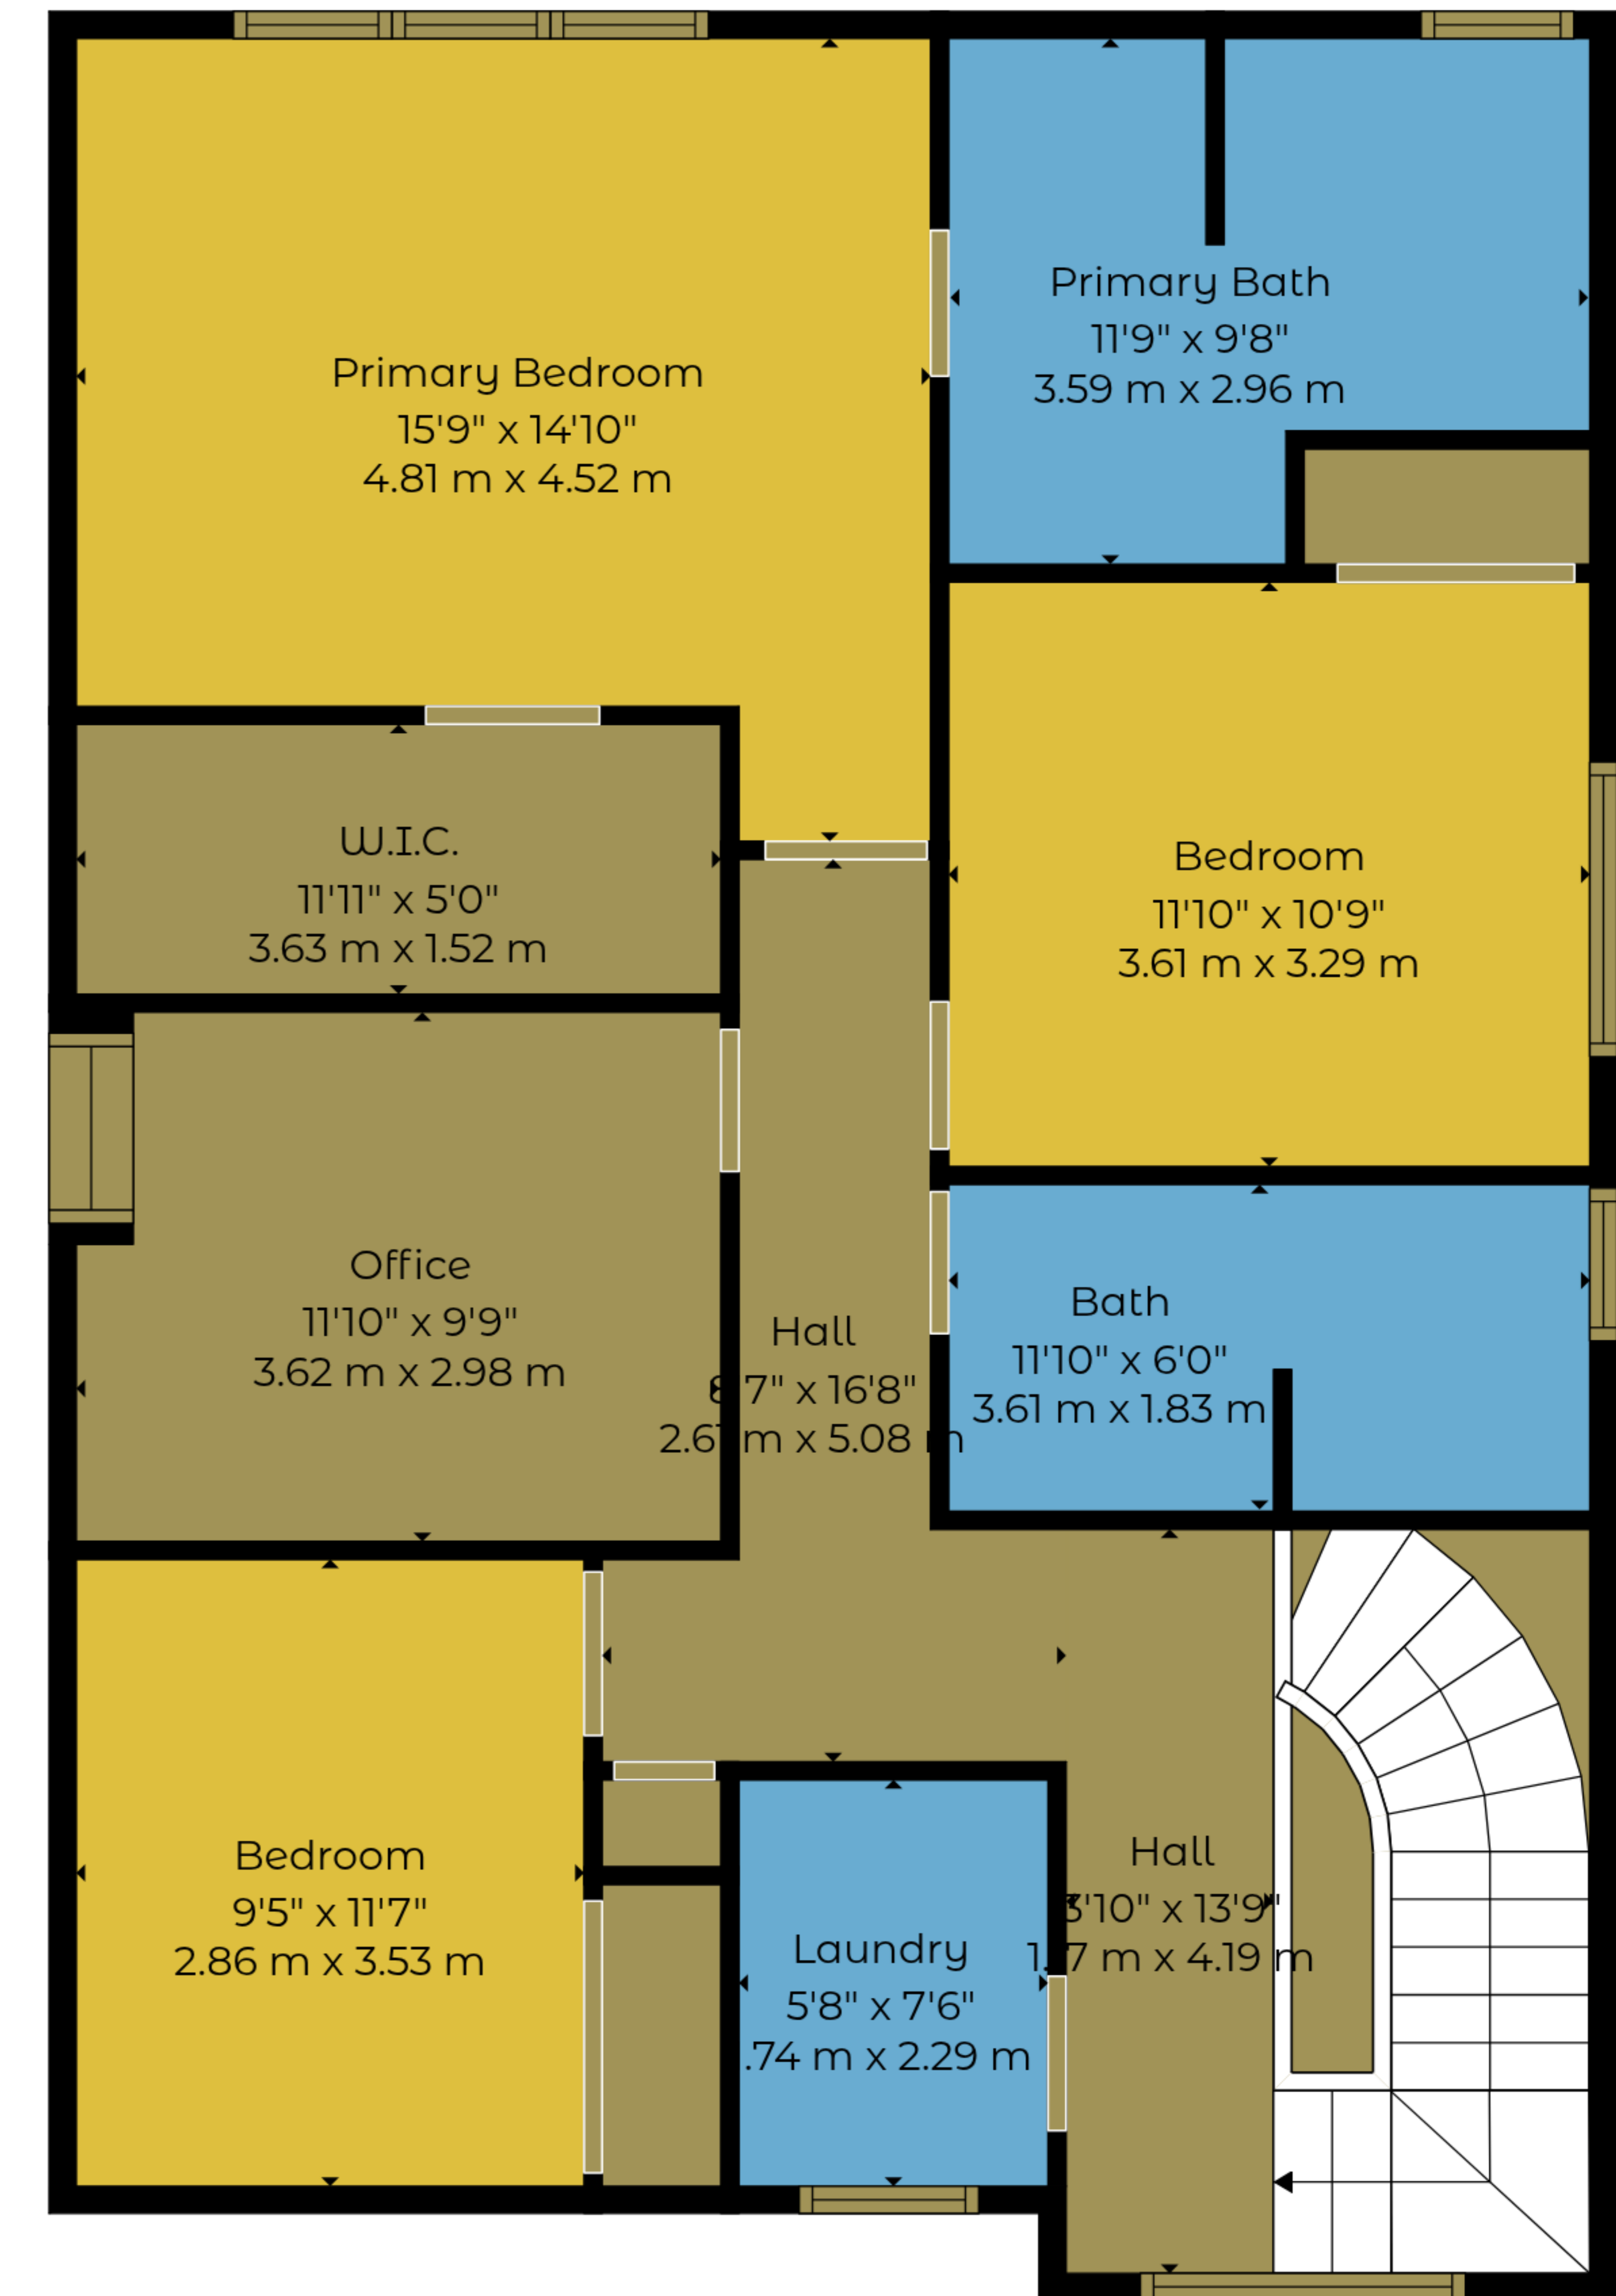 Primary Bedroom
15'9" x 14'10"
4.81 m x 4.52 m
Primary Bath
11'9" x 9'8"
3.59 m x 2.96 m
W.I.C.
11'11" x 5'0"
3.63 m x 1.52 m
Bedroom
11'10" x 10'9"
3.61 m x 3.29 m
Office
11'10" x 9'9"
3.62 m x 2.98 m
Hall
8'7" x 16'8"
m x 5.08 m
Bath
11'10" x 6'0"
3.61 m x 1.83 m
Bedroom
9'5" x 11'7"
2.86 m x 3.53 m
Laundry
5'8" x 7'6"
.74 m x 2.29 m
Hall
3'10" x 13'9"
m x 4.19 m